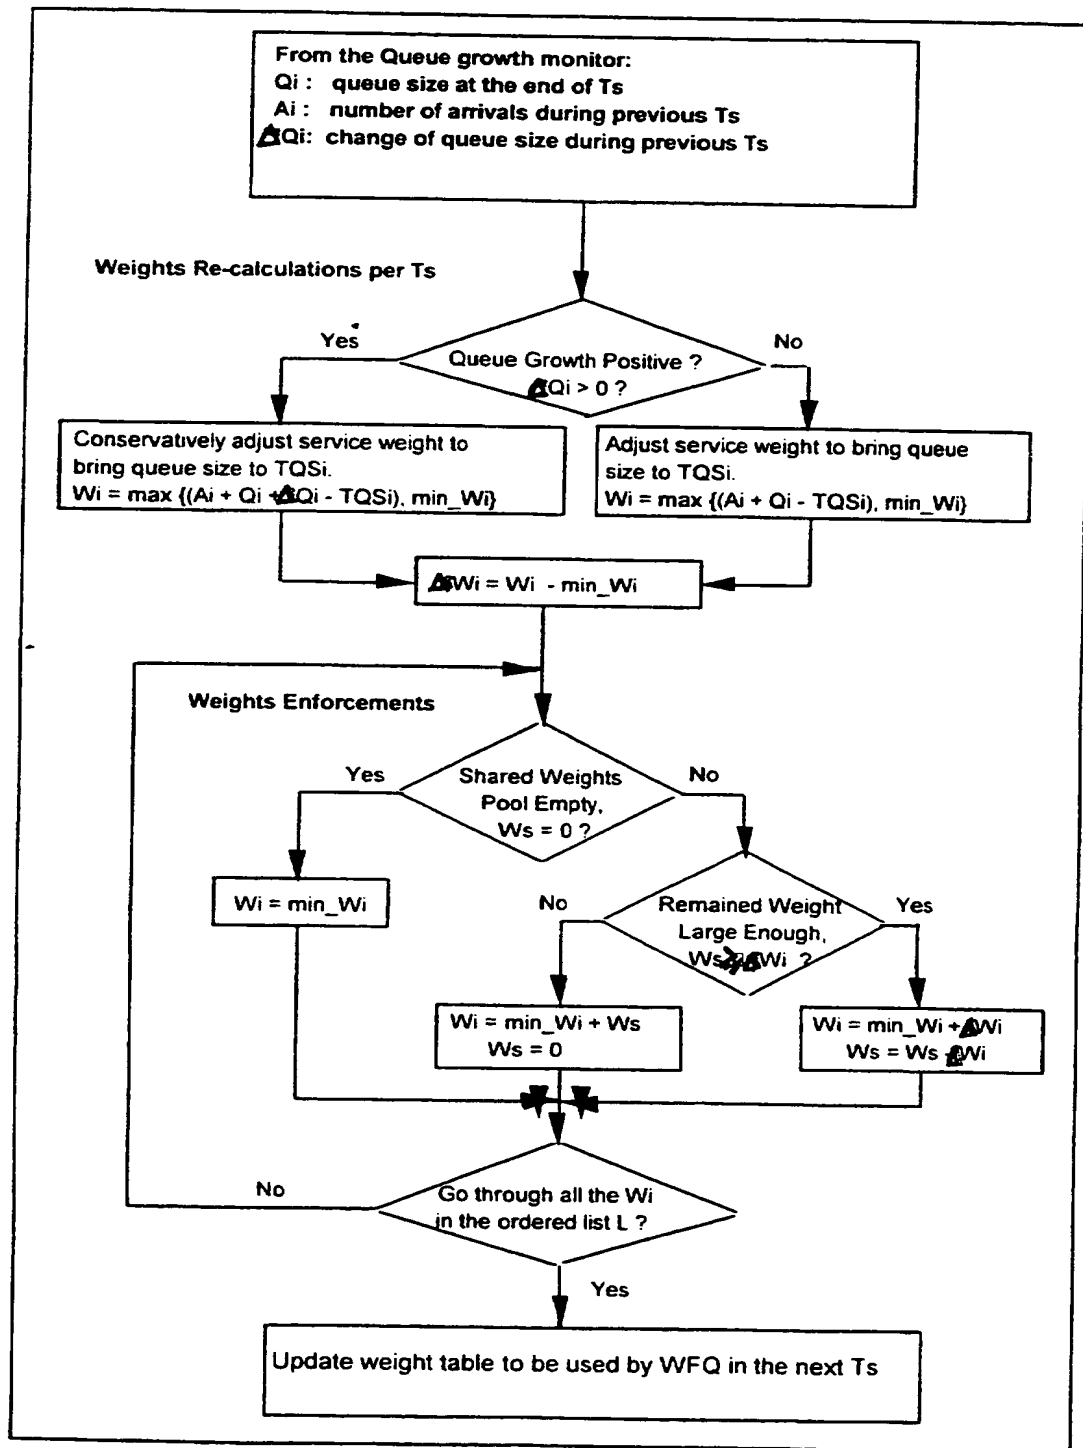 From the Queue growth monitor:
Qi : queue size at the end of Ts
Ai : number of arrivals during previous Ts
ΔQi: change of queue size during previous Ts
Weights Re-calculations per Ts
Yes
No
Queue Growth Positive ?
ΔQi > 0 ?
Conservatively adjust service weight to
bring queue size to TQSi.
Wi = max {(Ai + Qi + ΔQi - TQSi), min_Wi}
Adjust service weight to bring queue
size to TQSi.
Wi = max {(Ai + Qi - TQSi), min_Wi}
ΔWi = Wi - min_Wi
Weights Enforcements
Yes
No
Shared Weights
Pool Empty,
Ws = 0 ?
Wi = min_Wi
No
Yes
Remained Weight
Large Enough,
Ws ≥ ΔWi ?
Wi = min_Wi + Ws
Ws = 0
Wi = min_Wi + ΔWi
Ws = Ws - ΔWi
No
Go through all the Wi
in the ordered list L ?
Yes
Update weight table to be used by WFQ in the next Ts